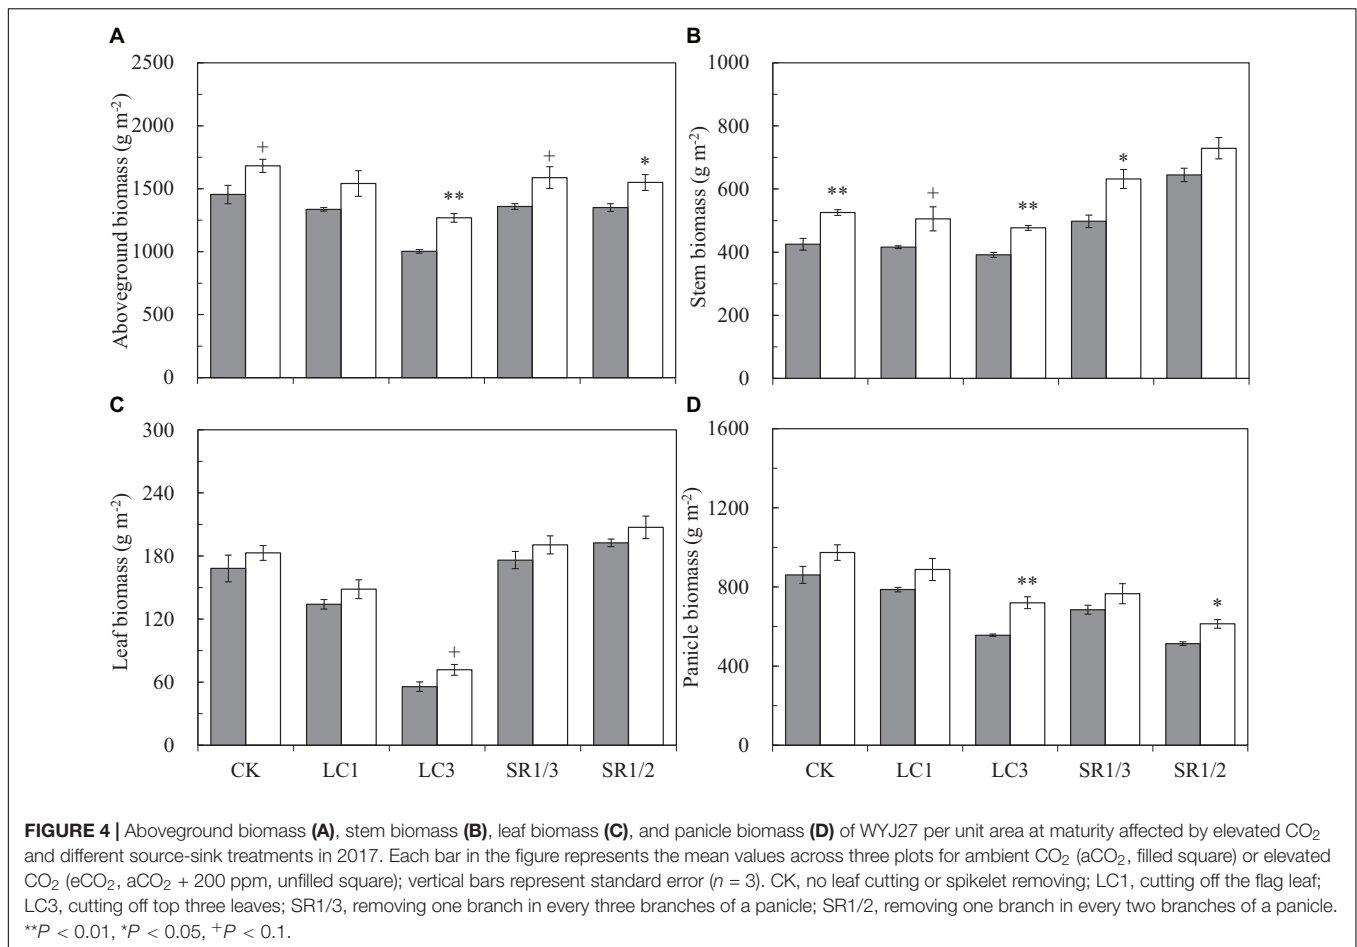 A
2500
2000
1500
1000
500
0
Aboveground biomass (g m⁻²)
+
**
+
*
B
1000
800
600
400
200
0
Stem biomass (g m⁻²)
**
+
**
*
C
300
240
180
120
60
0
Leaf biomass (g m⁻²)
+
CK LC1 LC3 SR1/3 SR1/2
D
1600
1200
800
400
0
Panicle biomass (g m⁻²)
**
*
CK LC1 LC3 SR1/3 SR1/2
FIGURE 4 | Aboveground biomass (A), stem biomass (B), leaf biomass (C), and panicle biomass (D) of WYJ27 per unit area at maturity affected by elevated CO₂
and different source-sink treatments in 2017. Each bar in the figure represents the mean values across three plots for ambient CO₂ (aCO₂, filled square) or elevated
CO₂ (eCO₂, aCO₂ + 200 ppm, unfilled square); vertical bars represent standard error (n = 3). CK, no leaf cutting or spikelet removing; LC1, cutting off the flag leaf;
LC3, cutting off top three leaves; SR1/3, removing one branch in every three branches of a panicle; SR1/2, removing one branch in every two branches of a panicle.
**P < 0.01, *P < 0.05, ⁺P < 0.1.